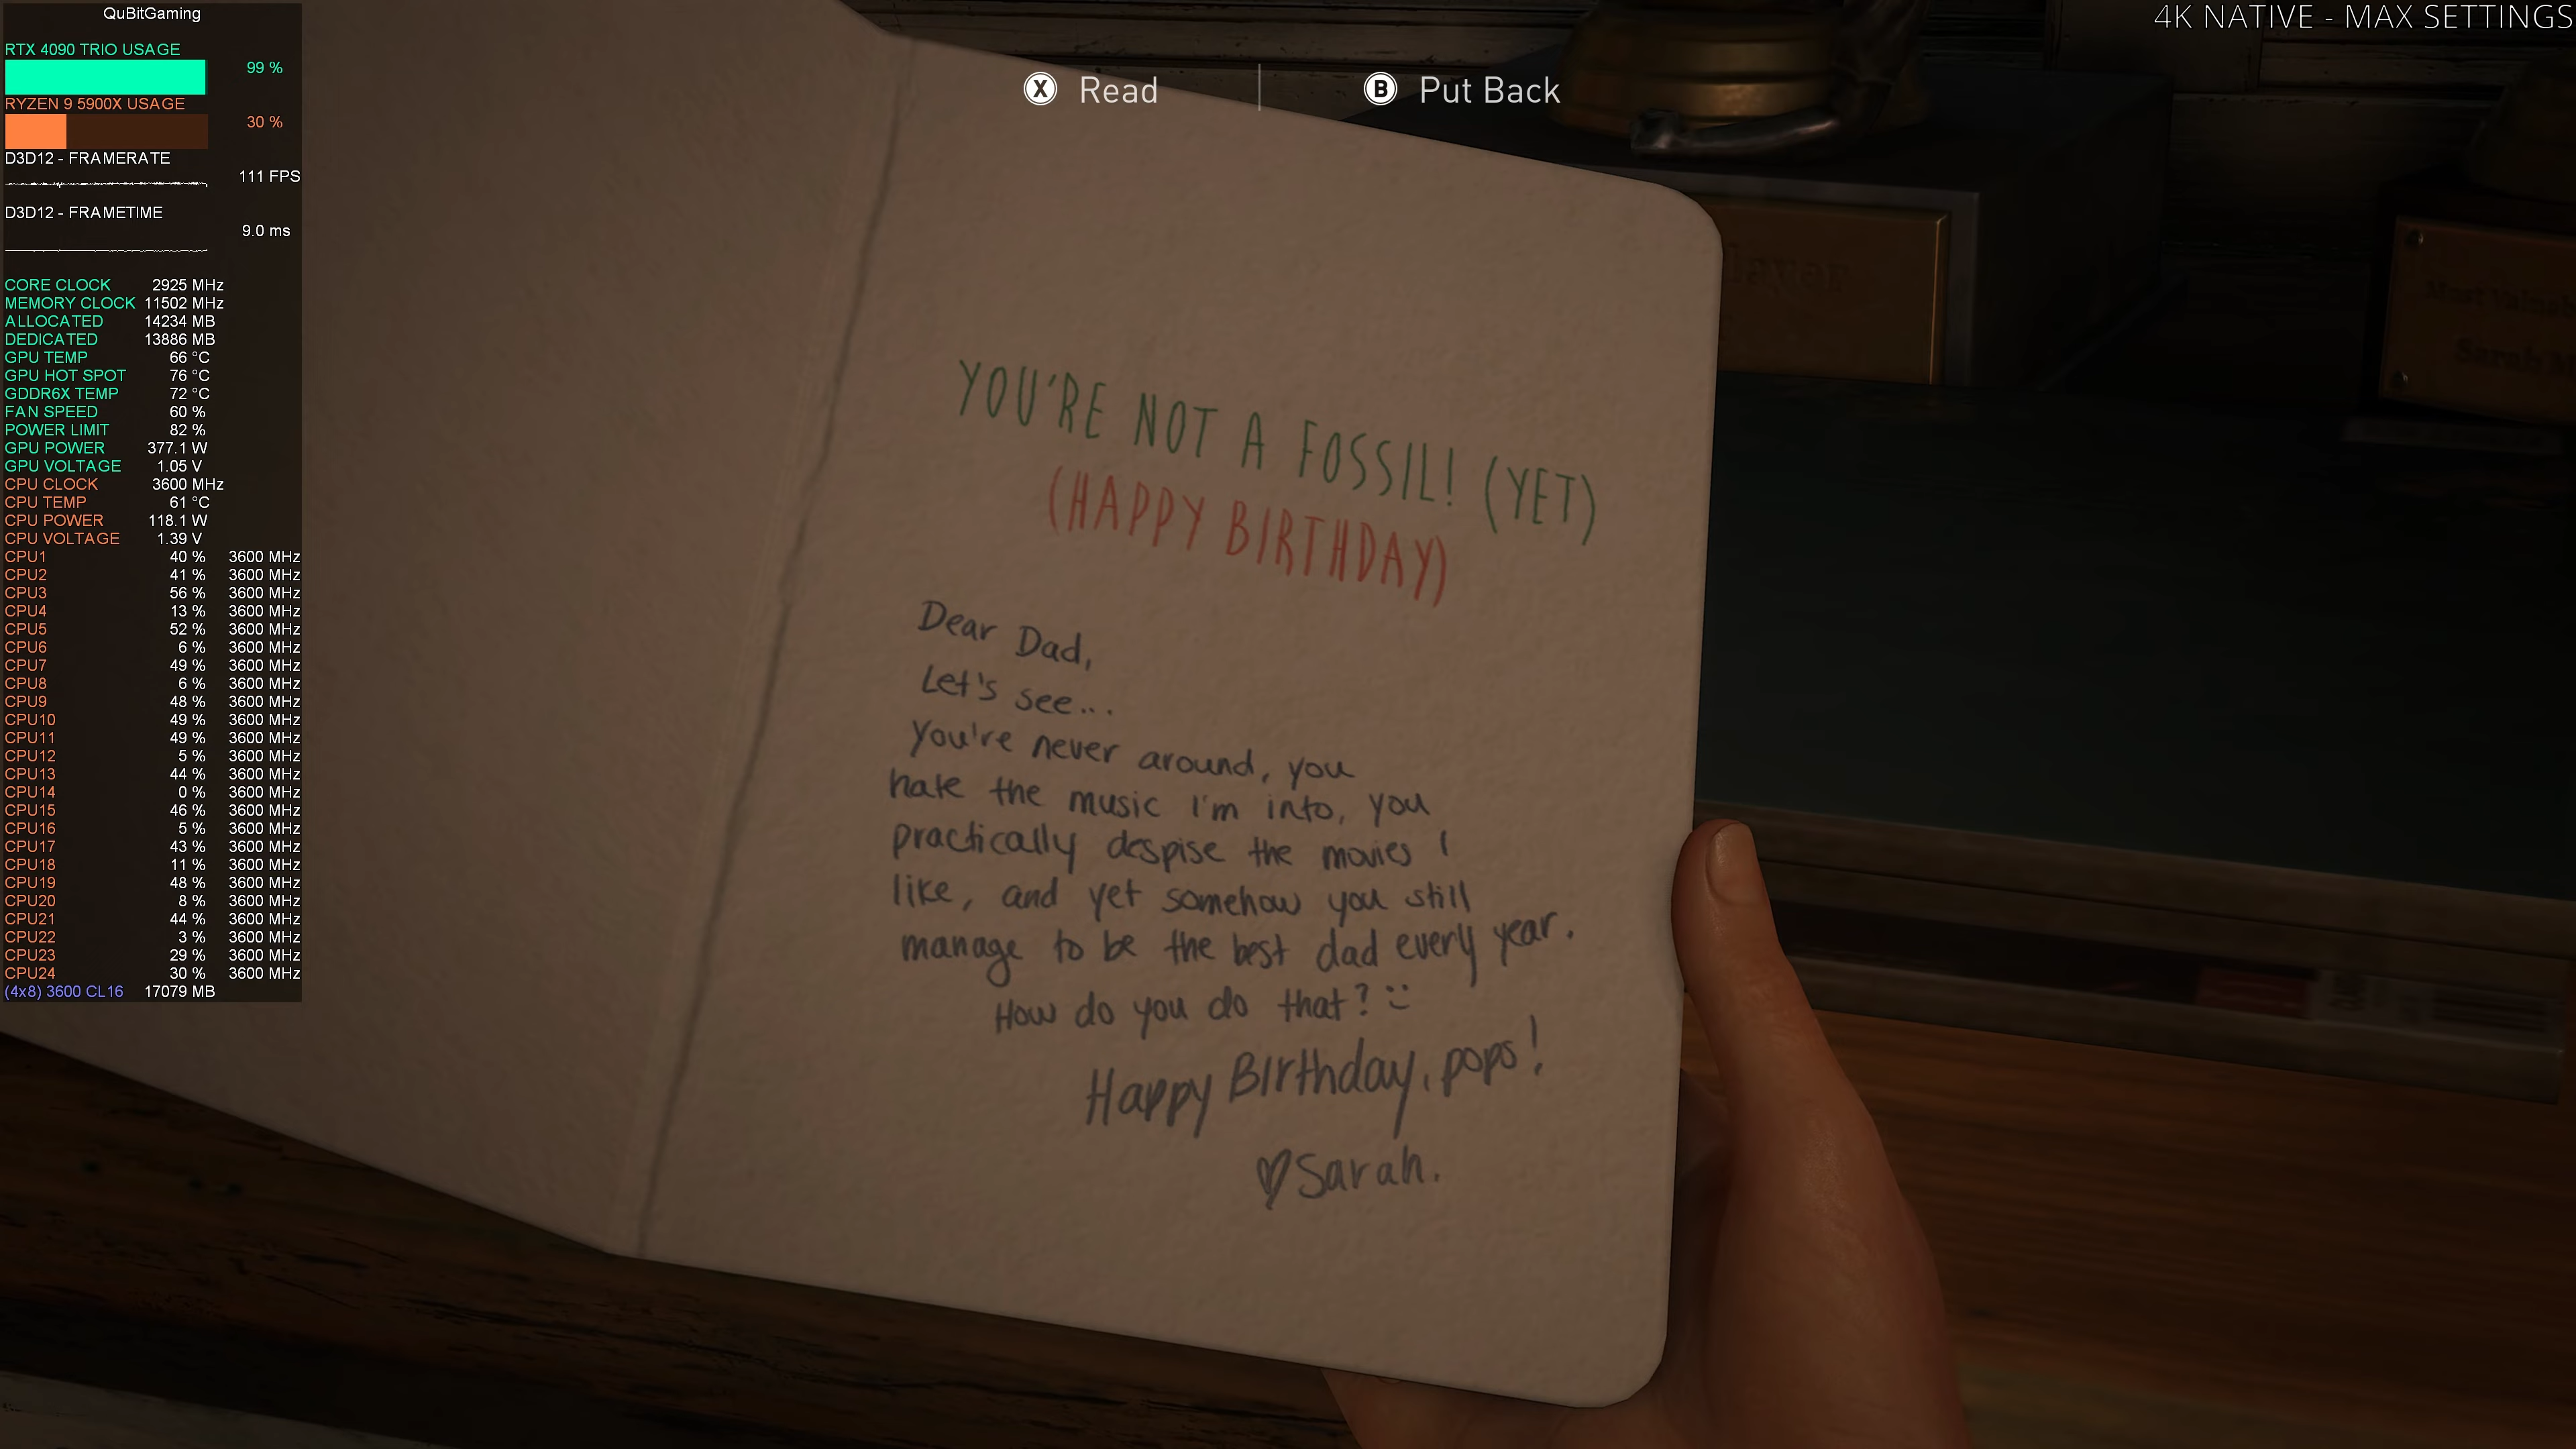 QuBitGaming
4K NATIVE - MAX SETTINGS
RTX 4090 TRIO USAGE
99 %
RYZEN 9 5900X USAGE
30 %
D3D12 - FRAMERATE
111 FPS
D3D12 - FRAMETIME
9.0 ms
CORE CLOCK 2925 MHz
MEMORY CLOCK 11502 MHz
ALLOCATED 14234 MB
DEDICATED 13886 MB
GPU TEMP 66 °C
GPU HOT SPOT 76 °C
GDDR6X TEMP 72 °C
FAN SPEED 60 %
POWER LIMIT 82 %
GPU POWER 377.1 W
GPU VOLTAGE 1.05 V
CPU CLOCK 3600 MHz
CPU TEMP 61 °C
CPU POWER 118.1 W
CPU VOLTAGE 1.39 V
CPU1 40 % 3600 MHz
CPU2 41 % 3600 MHz
CPU3 56 % 3600 MHz
CPU4 13 % 3600 MHz
CPU5 52 % 3600 MHz
CPU6 6 % 3600 MHz
CPU7 49 % 3600 MHz
CPU8 6 % 3600 MHz
CPU9 48 % 3600 MHz
CPU10 49 % 3600 MHz
CPU11 49 % 3600 MHz
CPU12 5 % 3600 MHz
CPU13 44 % 3600 MHz
CPU14 0 % 3600 MHz
CPU15 46 % 3600 MHz
CPU16 5 % 3600 MHz
CPU17 43 % 3600 MHz
CPU18 11 % 3600 MHz
CPU19 48 % 3600 MHz
CPU20 8 % 3600 MHz
CPU21 44 % 3600 MHz
CPU22 3 % 3600 MHz
CPU23 29 % 3600 MHz
CPU24 30 % 3600 MHz
(4x8) 3600 CL16 17079 MB
X Read | B Put Back
YOU'RE NOT A FOSSIL! (YET)
(HAPPY BIRTHDAY)
Dear Dad,
Let's see...
You're never around, you
hate the music I'm into, you
practically despise the movies I
like, and yet somehow you still
manage to be the best dad every year.
How do you do that? :)
Happy Birthday, pops!
♡ Sarah.